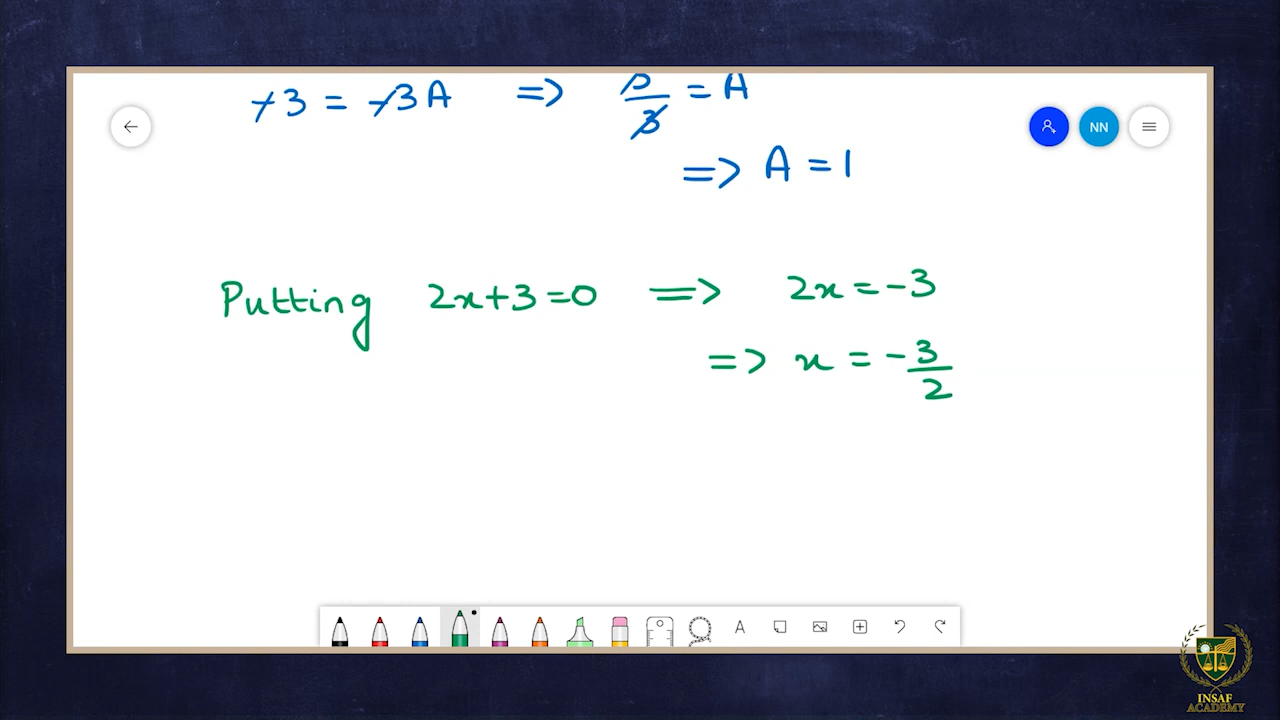 -3 = -3A => 3/3 = A
=> A = 1
NN
Putting 2x+3=0 => 2x=-3
=> x = -3/2
A
INSAF
ACADEMY